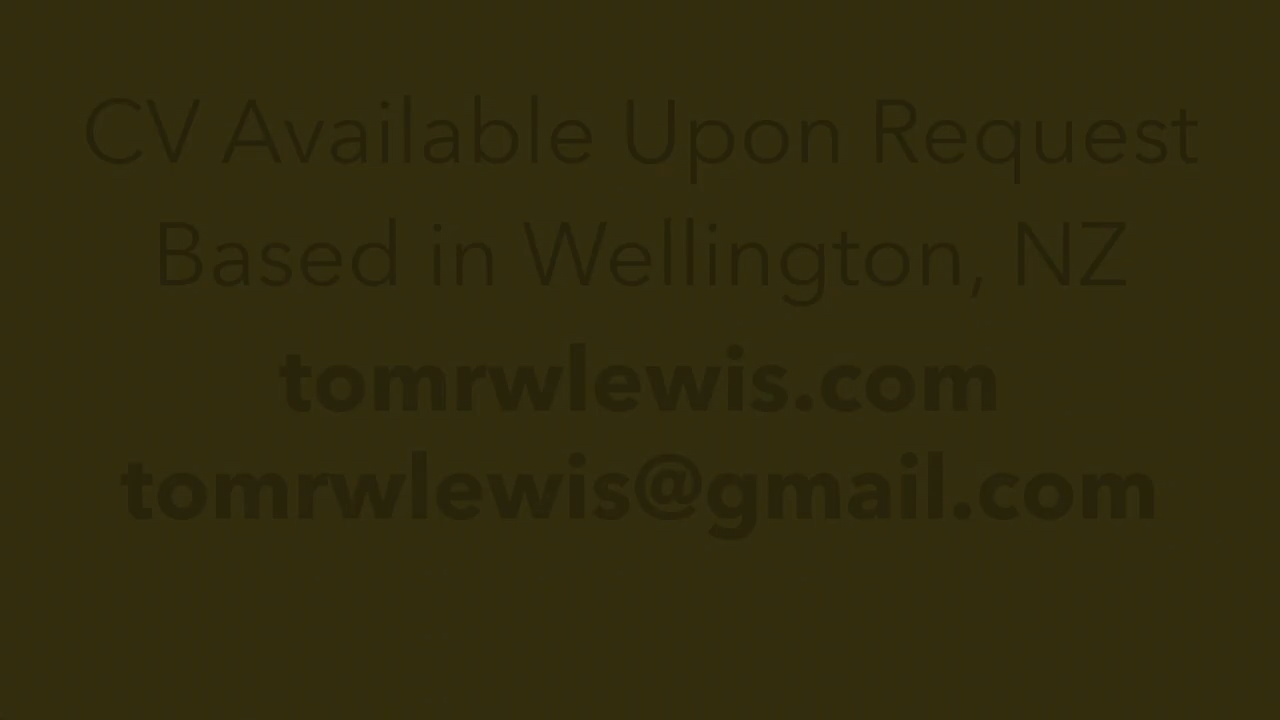 CV Available Upon Request
Based in Wellington, NZ
tomrwlewis.com
tomrwlewis@gmail.com